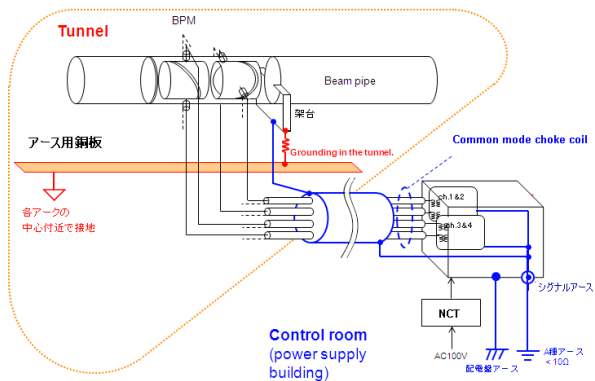 BPM
Tunnel
Beam pipe
架台
アース用銅板
Grounding in the tunnel.
Common mode choke coil
各アークの
中心付近で接地
ch.1 & 2
ch.3 & 4
シグナルアース
NCT
Control room
(power supply
building)
AC100V
配電盤アース
A種アース
< 10Ω